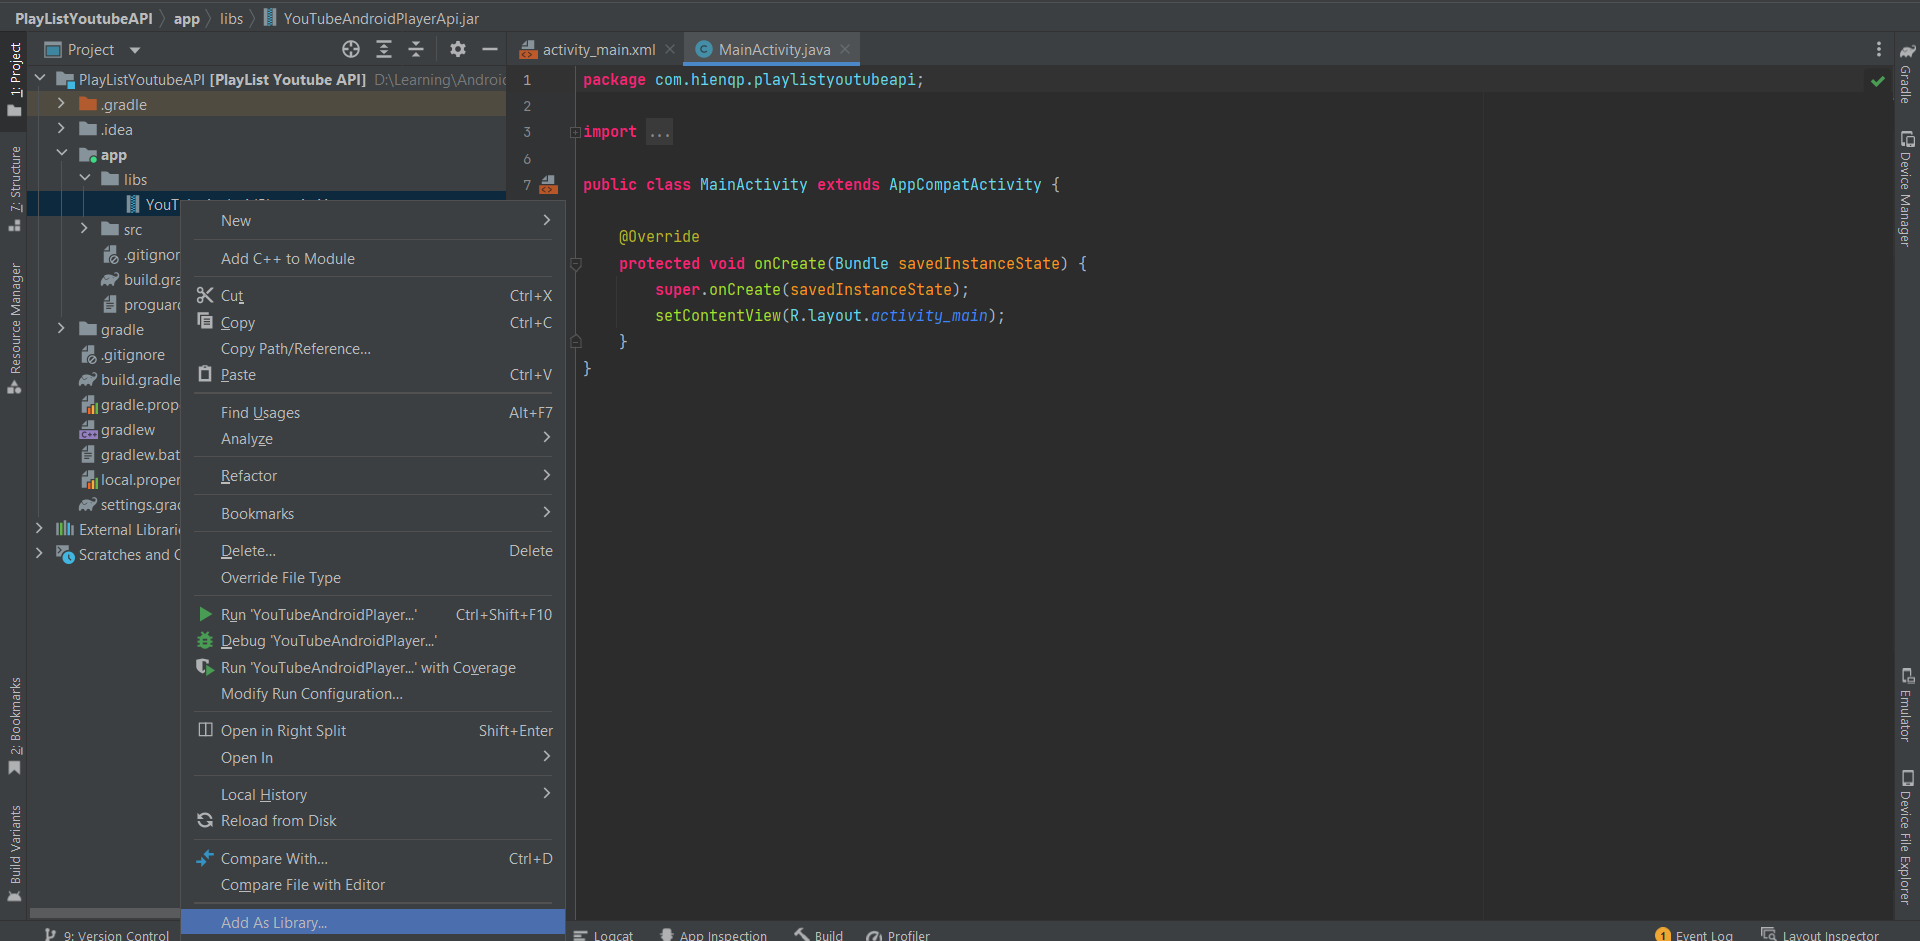 PlayListYoutubeAPI app libs YouTubeAndroidPlayerApi.jar
Project
activity_main.xml
MainActivity.java
PlayListYoutubeAPI [PlayList Youtube API] D:\Learning\Android
.gradle
.idea
app
libs
YouT
src
.gitignor
build.gra
proguard
gradle
.gitignore
build.gradle
gradle.prop
gradlew
gradlew.bat
local.proper
settings.grad
External Librarie
Scratches and C
New
Add C++ to Module
Cut Ctrl+X
Copy Ctrl+C
Copy Path/Reference...
Paste Ctrl+V
Find Usages Alt+F7
Analyze
Refactor
Bookmarks
Delete... Delete
Override File Type
Run 'YouTubeAndroidPlayer...' Ctrl+Shift+F10
Debug 'YouTubeAndroidPlayer...'
Run 'YouTubeAndroidPlayer...' with Coverage
Modify Run Configuration...
Open in Right Split Shift+Enter
Open In
Local History
Reload from Disk
Compare With... Ctrl+D
Compare File with Editor
Add As Library...
1 package com.hienqp.playlistyoutubeapi;
2
3 import ...
6
7 public class MainActivity extends AppCompatActivity {
@Override
protected void onCreate(Bundle savedInstanceState) {
super.onCreate(savedInstanceState);
setContentView(R.layout.activity_main);
}
}
1: Project
7: Structure
Resource Manager
2: Bookmarks
Build Variants
Gradle
Device Manager
Emulator
Device File Explorer
9: Version Control
Logcat
App Inspection
Build
Profiler
1 Event Log
Layout Inspector